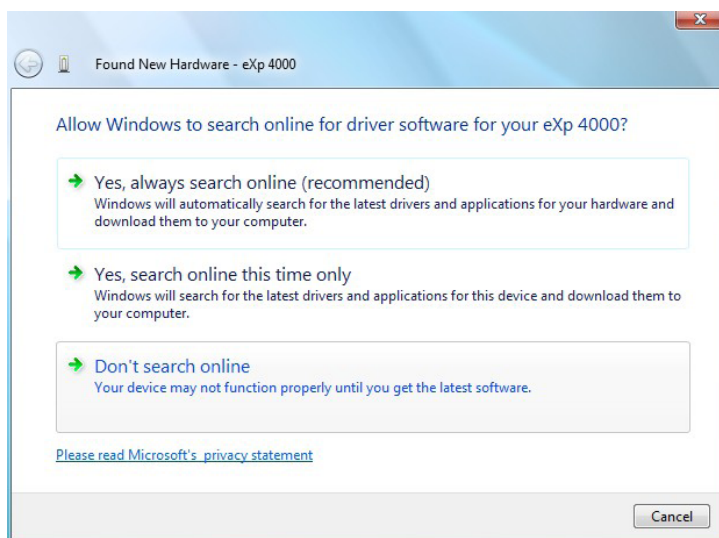 Found New Hardware - eXp 4000
Allow Windows to search online for driver software for your eXp 4000?
Yes, always search online (recommended)
Windows will automatically search for the latest drivers and applications for your hardware and
download them to your computer.
Yes, search online this time only
Windows will search for the latest drivers and applications for this device and download them to
your computer.
Don't search online
Your device may not function properly until you get the latest software.
Please read Microsoft's privacy statement
Cancel